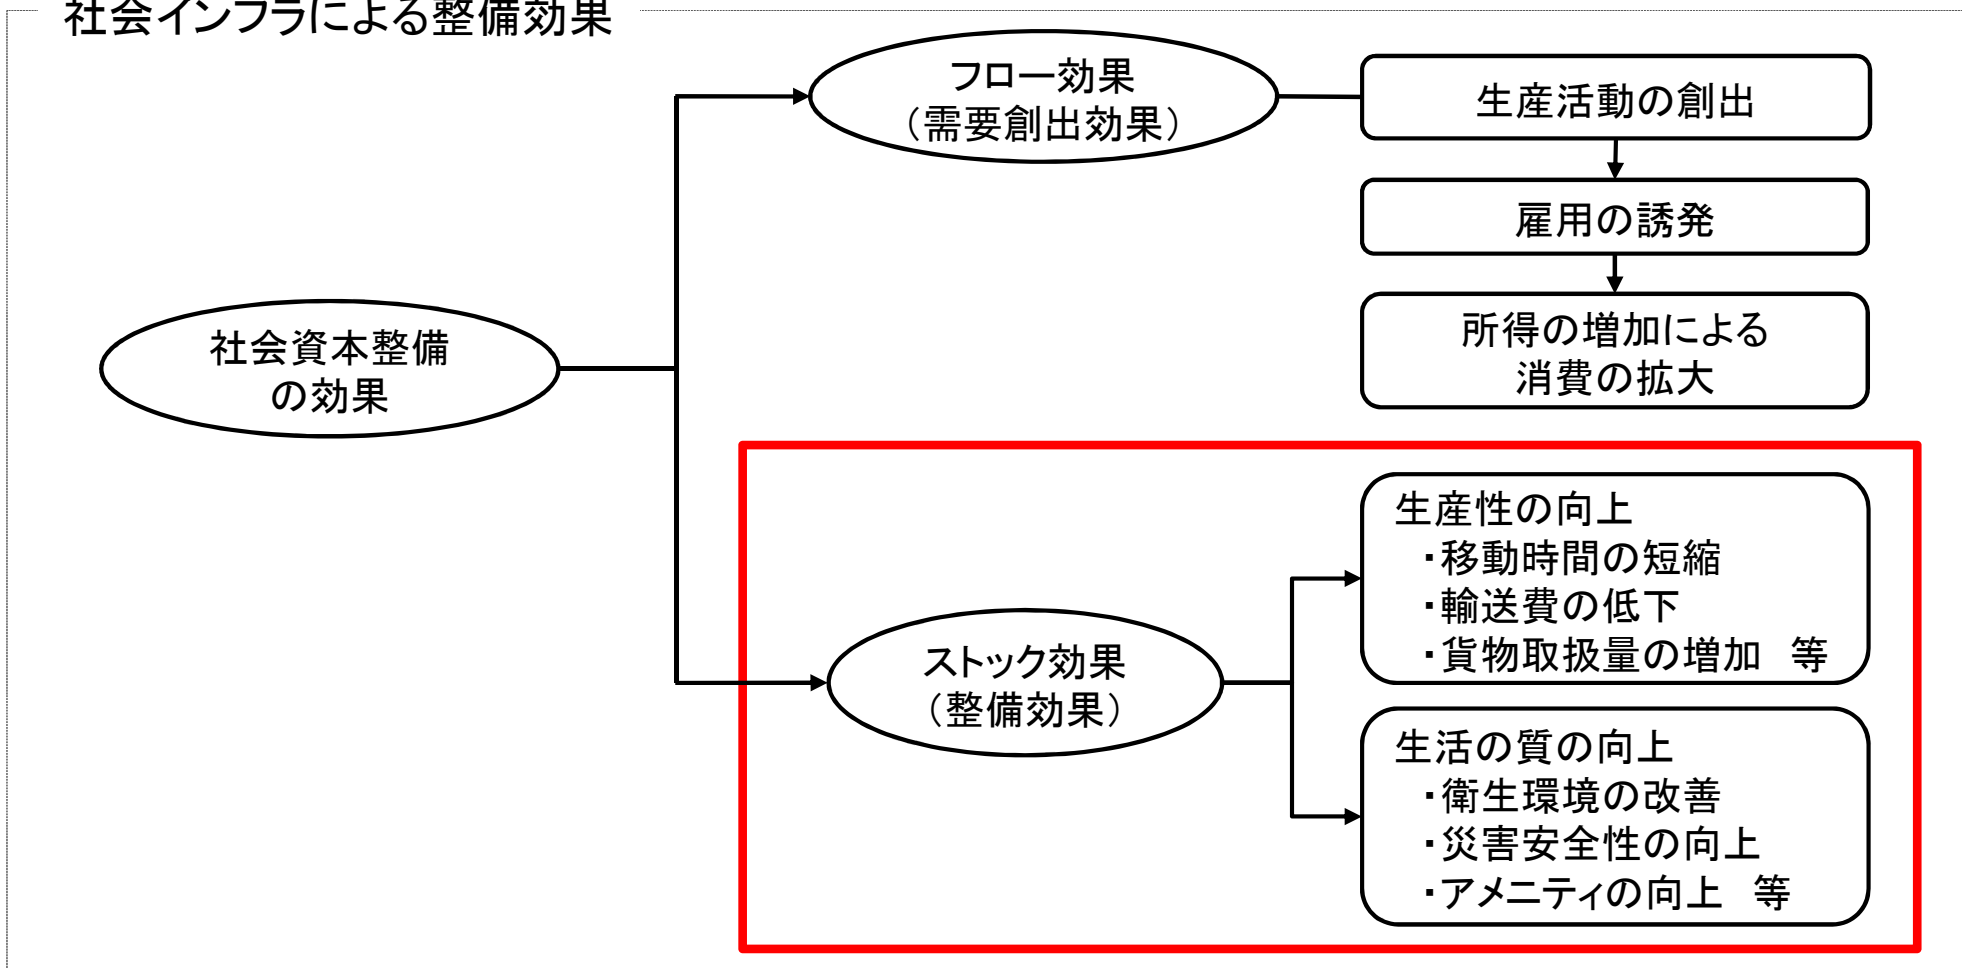 社会インフラによる整備効果
フロー効果
（需要創出効果）
生産活動の創出
雇用の誘発
所得の増加による
消費の拡大
社会資本整備
の効果
ストック効果
（整備効果）
生産性の向上
・移動時間の短縮
・輸送費の低下
・貨物取扱量の増加　等
生活の質の向上
・衛生環境の改善
・災害安全性の向上
・アメニティの向上　等